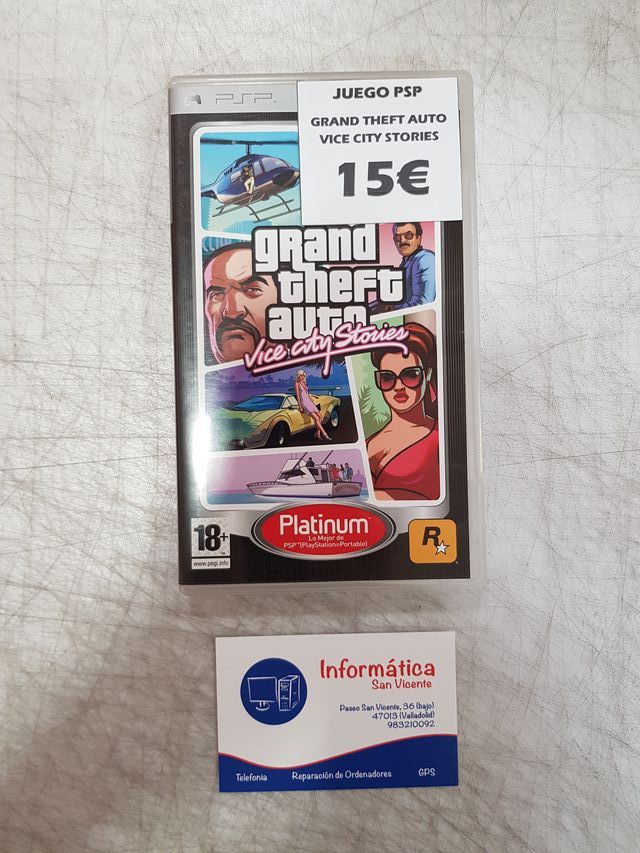 PSP
JUEGO PSP
GRAND THEFT AUTO
VICE CITY STORIES
15€
grand
theft
auto
Vice City Stories
18+
www.pegi.info
Platinum
Lo Mejor de
PSP™(PlayStation®Portable)
R
Informática
San Vicente
Paseo San Vicente, 36 (bajo)
47013 (Valladolid)
983210092
Telefonia Reparación de Ordenadores GPS